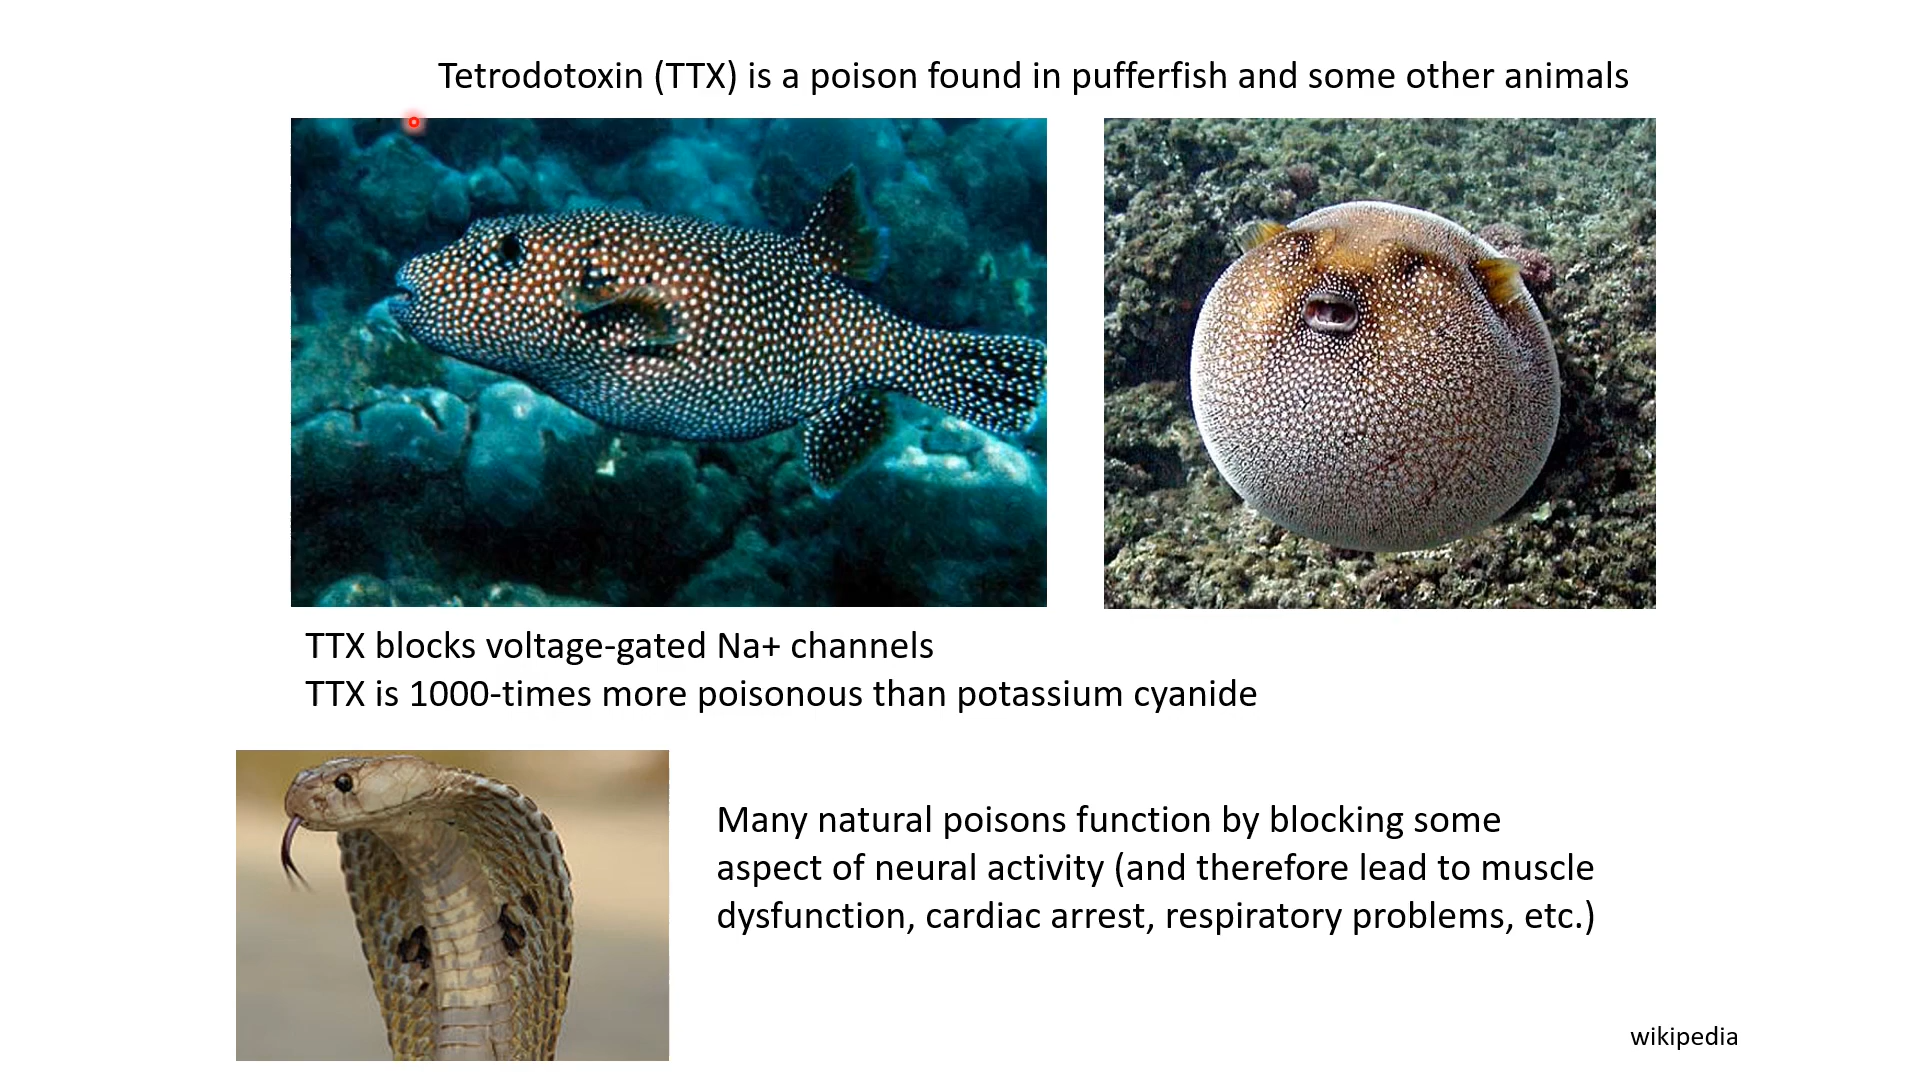 Tetrodotoxin (TTX) is a poison found in pufferfish and some other animals
TTX blocks voltage-gated Na+ channels
TTX is 1000-times more poisonous than potassium cyanide
Many natural poisons function by blocking some
aspect of neural activity (and therefore lead to muscle
dysfunction, cardiac arrest, respiratory problems, etc.)
wikipedia